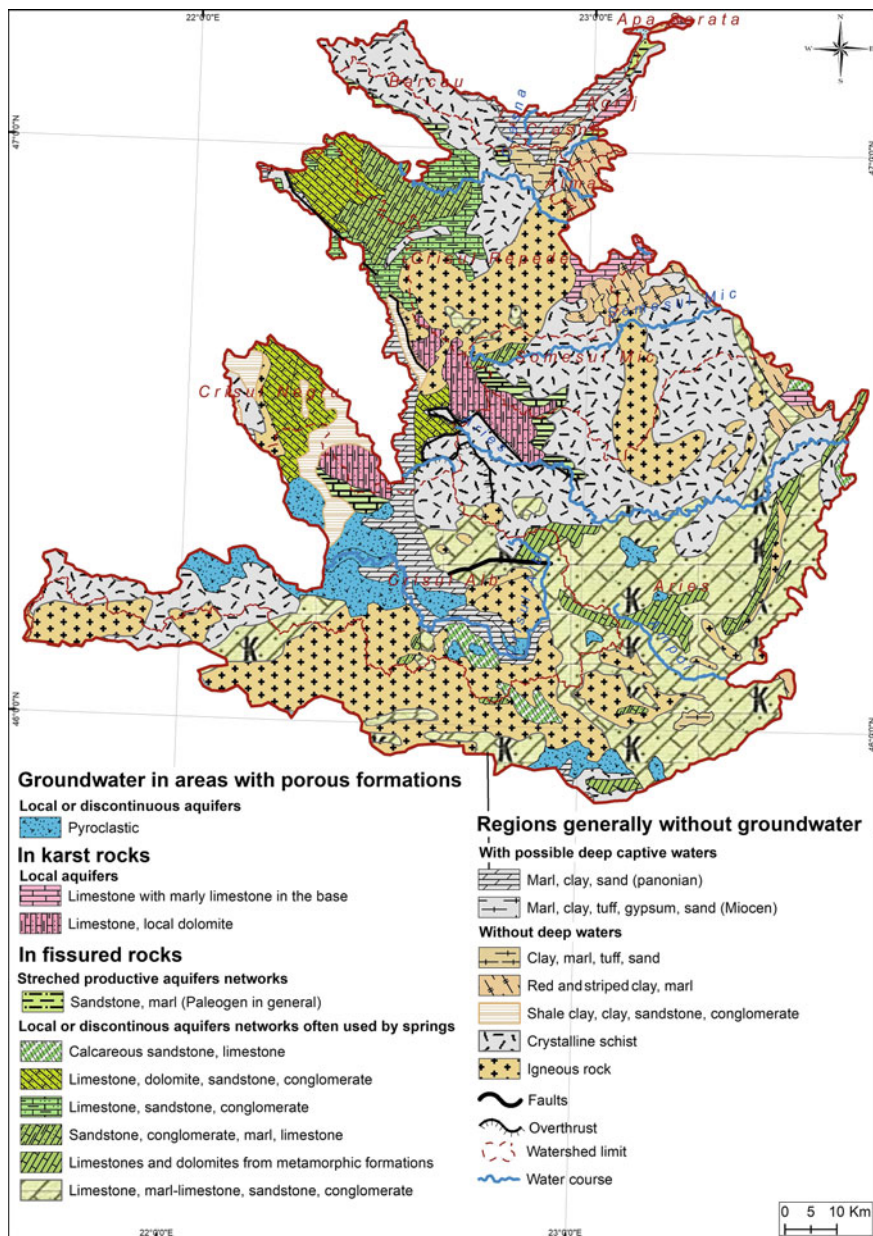 22°0'0"E
23°0'0"E
Apa Sarata
N
W
E
S
Barcau
Agrij
Crasna
47°0'0"N
47°0'0"N
Almas
Crisul Repede
Somesul Mic
Somesul Mic
Crisul Negru
Aries
Crisul Alb
Aries
46°0'0"N
46°0'0"N
Groundwater in areas with porous formations
Local or discontinuous aquifers
Pyroclastic
In karst rocks
Local aquifers
Limestone with marly limestone in the base
Limestone, local dolomite
In fissured rocks
Streched productive aquifers networks
Sandstone, marl (Paleogen in general)
Local or discontinous aquifers networks often used by springs
Calcareous sandstone, limestone
Limestone, dolomite, sandstone, conglomerate
Limestone, sandstone, conglomerate
Sandstone, conglomerate, marl, limestone
Limestones and dolomites from metamorphic formations
Limestone, marl-limestone, sandstone, conglomerate
Regions generally without groundwater
With possible deep captive waters
Marl, clay, sand (panonian)
Marl, clay, tuff, gypsum, sand (Miocen)
Without deep waters
Clay, marl, tuff, sand
Red and striped clay, marl
Shale clay, clay, sandstone, conglomerate
Crystalline schist
Igneous rock
Faults
Overthrust
Watershed limit
Water course
0 5 10 Km
22°0'0"E
23°0'0"E